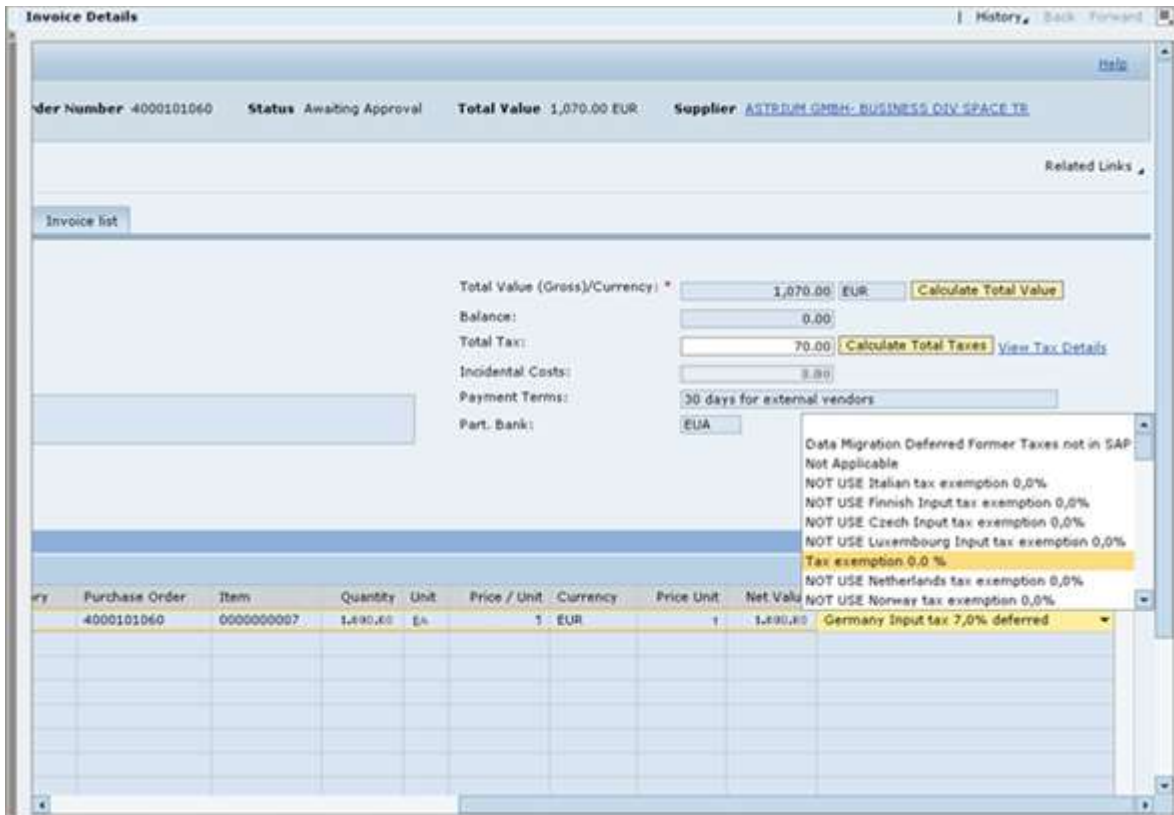 Invoice Details | History Back Forward
Help
der Number 4000101060 Status Awaiting Approval Total Value 1,070.00 EUR Supplier ASTRIUM GMBH- BUSINESS DIV SPACE TR
Related Links
Invoice list
Total Value (Gross)/Currency: * 1,070.00 EUR Calculate Total Value
Balance: 0.00
Total Tax: 70.00 Calculate Total Taxes View Tax Details
Incidental Costs: 0.00
Payment Terms: 30 days for external vendors
Part. Bank: EUA
Data Migration Deferred Former Taxes not in SAP
Not Applicable
NOT USE Italian tax exemption 0,0%
NOT USE Finnish Input tax exemption 0,0%
NOT USE Czech Input tax exemption 0,0%
NOT USE Luxembourg Input tax exemption 0,0%
Tax exemption 0.0 %
NOT USE Netherlands tax exemption 0,0%
NOT USE Norway tax exemption 0,0%
ry Purchase Order Item Quantity Unit Price / Unit Currency Price Unit Net Valu
4000101060 0000000007 EA 1 EUR 1 Germany Input tax 7,0% deferred